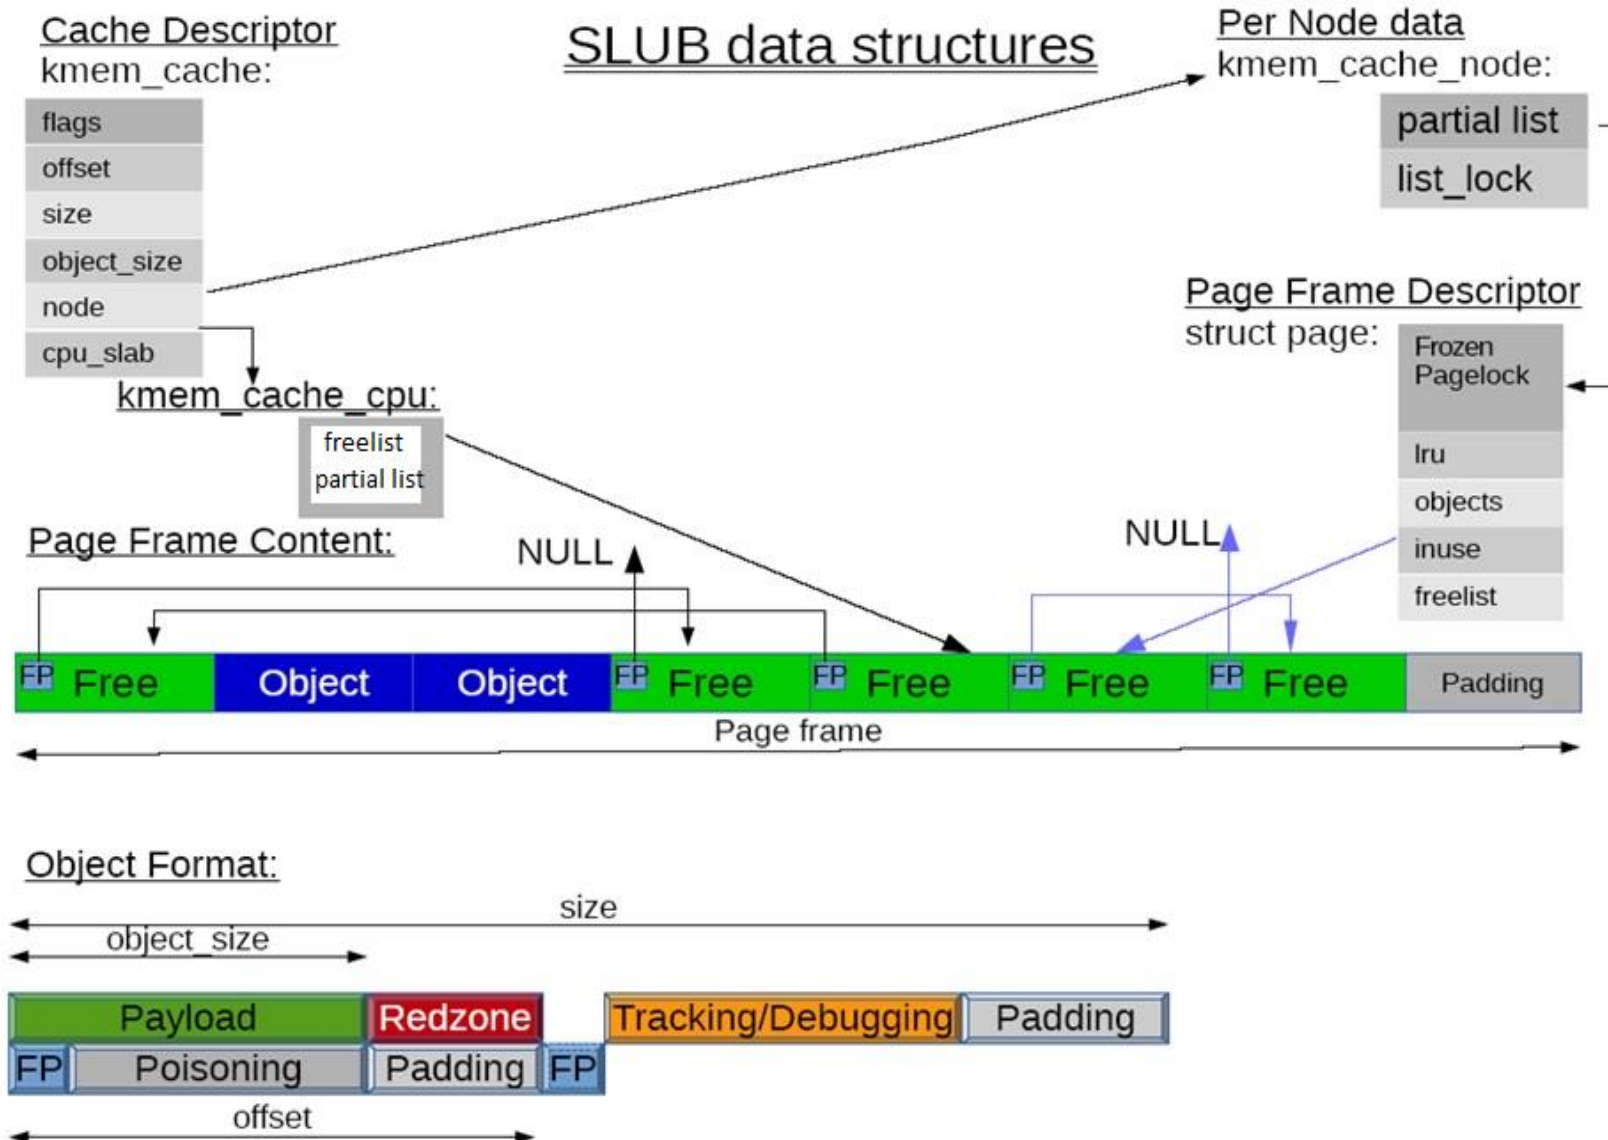 SLUB data structures
Cache Descriptor
kmem_cache:
flags
offset
size
object_size
node
cpu_slab
kmem_cache_cpu:
freelist
partial list
Per Node data
kmem_cache_node:
partial list
list_lock
Page Frame Descriptor
struct page:
Frozen
Pagelock
lru
objects
inuse
freelist
Page Frame Content:
NULL
NULL
FP Free Object Object FP Free FP Free FP Free FP Free Padding
Page frame
Object Format:
size
object_size
Payload Redzone Tracking/Debugging Padding
FP Poisoning Padding FP
offset